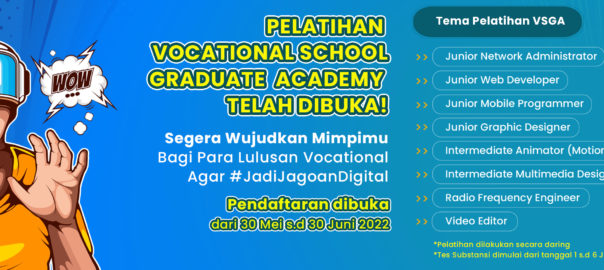 WOW
PELATIHAN
VOCATIONAL SCHOOL
GRADUATE ACADEMY
TELAH DIBUKA!
Segera Wujudkan Mimpimu
Bagi Para Lulusan Vocational
Agar #JadiJagoanDigital
Pendaftaran dibuka
dari 30 Mei s.d 30 Juni 2022
Tema Pelatihan VSGA
>> Junior Network Administrator
>> Junior Web Developer
>> Junior Mobile Programmer
>> Junior Graphic Designer
>> Intermediate Animator (Motion
>> Intermediate Multimedia Desig
>> Radio Frequency Engineer
>> Video Editor
*Pelatihan dilakukan secara daring
*Tes Substansi dimulai dari tanggal 1 s.d 6 J